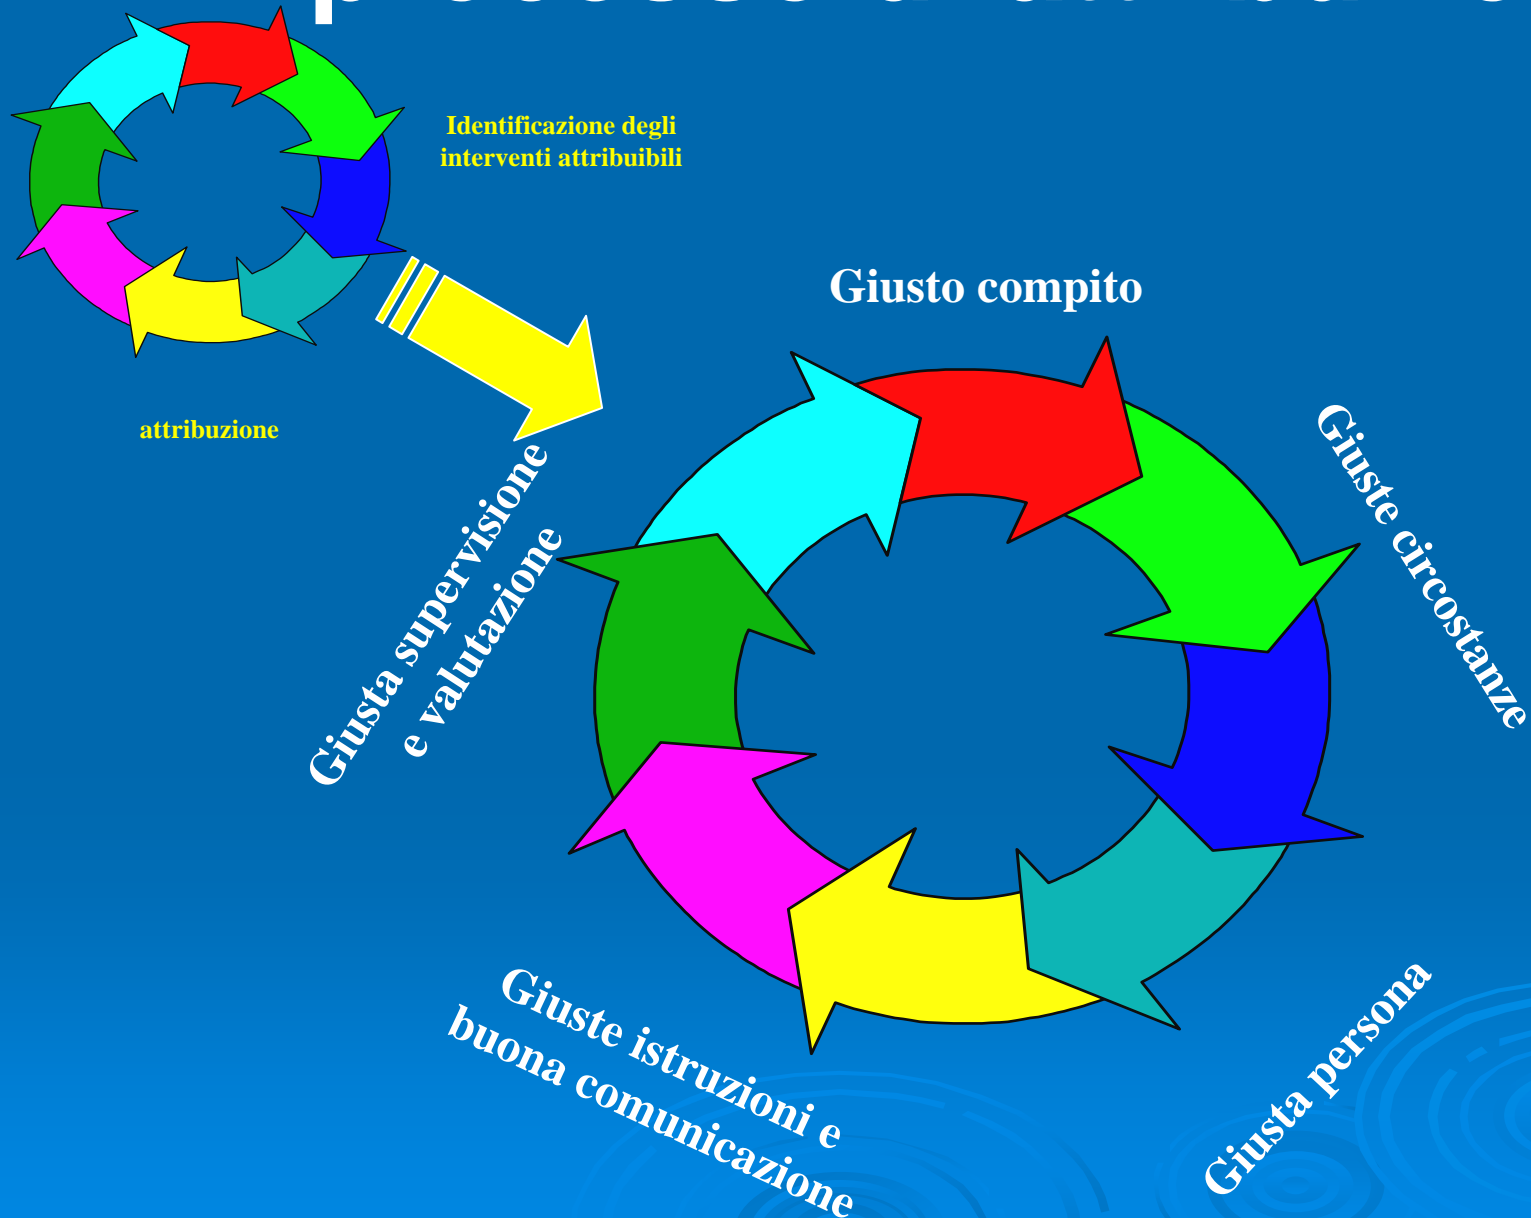 Identificazione degli
interventi attribuibili
attribuzione
Giusto compito
Giuste circostanze
Giusta persona
Giuste istruzioni e
buona comunicazione
Giusta supervisione
e valutazione